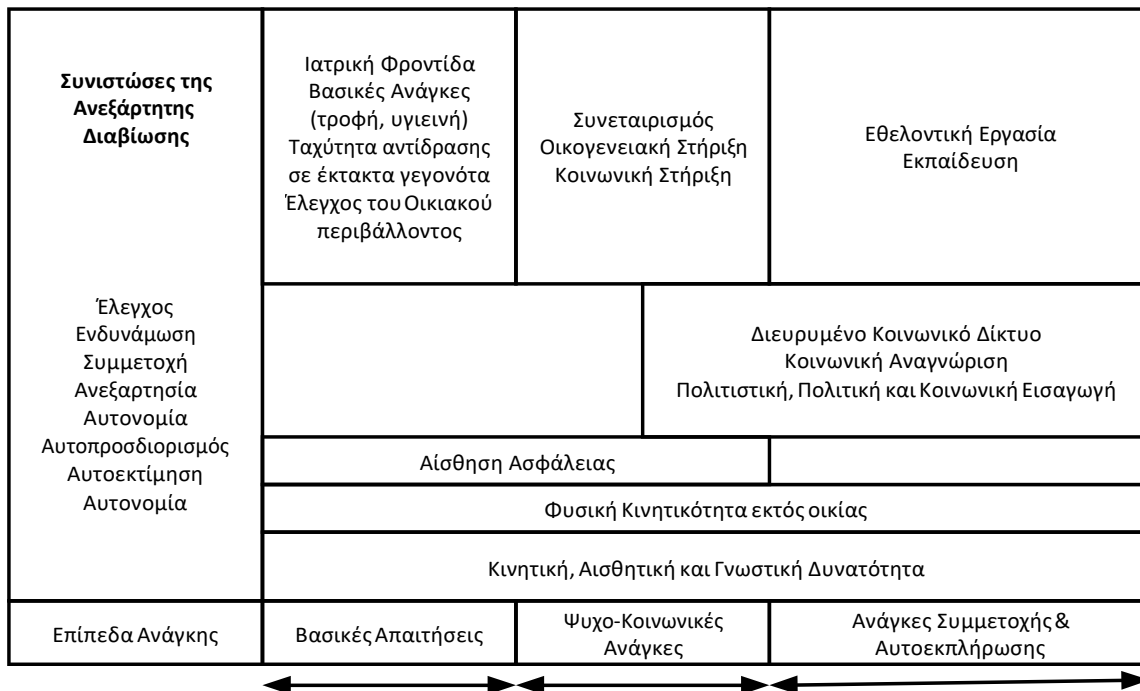 Συνιστώσες της
Ανεξάρτητης
Διαβίωσης
Ιατρική Φροντίδα
Βασικές Ανάγκες
(τροφή, υγιεινή)
Ταχύτητα αντίδρασης
σε έκτακτα γεγονότα
Έλεγχος του Οικιακού
περιβάλλοντος
Συνεταιρισμός
Οικογενειακή Στήριξη
Κοινωνική Στήριξη
Εθελοντική Εργασία
Εκπαίδευση
Έλεγχος
Ενδυνάμωση
Συμμετοχή
Ανεξαρτησία
Αυτονομία
Αυτοπροσδιορισμός
Αυτοεκτίμηση
Αυτονομία
Διευρυμένο Κοινωνικό Δίκτυο
Κοινωνική Αναγνώριση
Πολιτιστική, Πολιτική και Κοινωνική Εισαγωγή
Αίσθηση Ασφάλειας
Φυσική Κινητικότητα εκτός οικίας
Κινητική, Αισθητική και Γνωστική Δυνατότητα
Επίπεδα Ανάγκης
Βασικές Απαιτήσεις
Ψυχο-Κοινωνικές
Ανάγκες
Ανάγκες Συμμετοχής &
Αυτοεκπλήρωσης